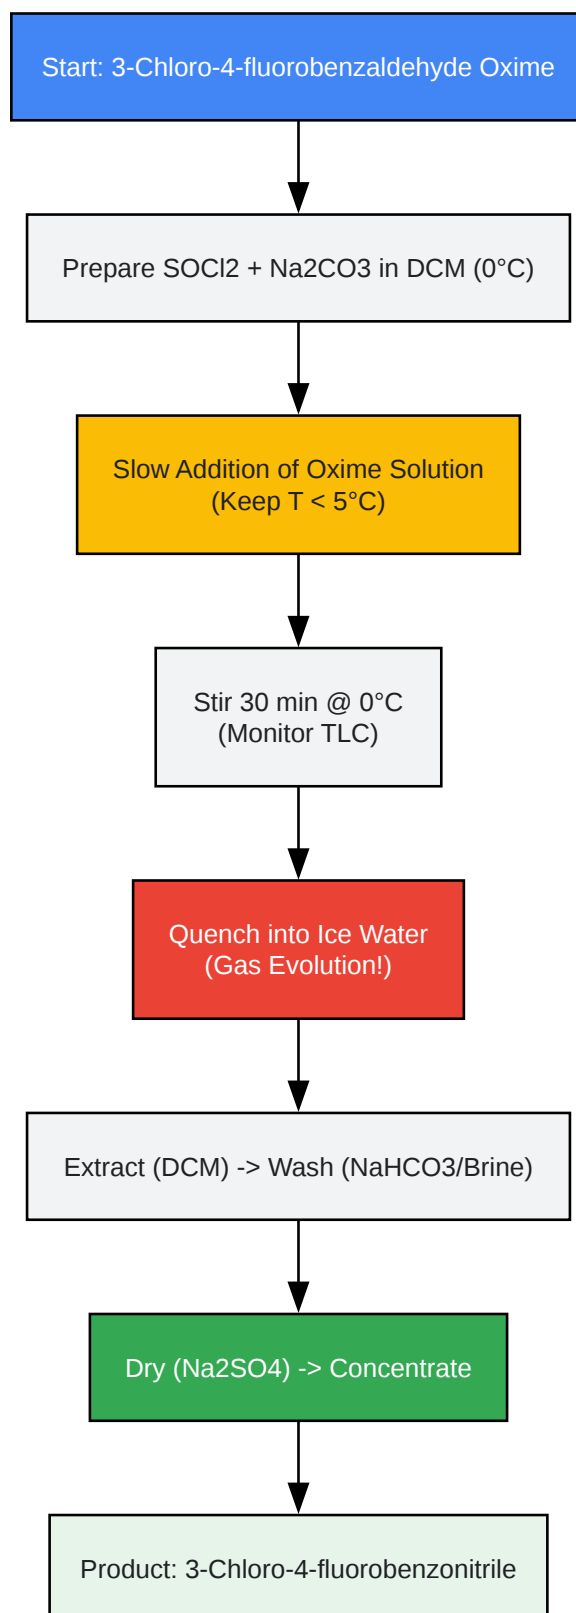 Start: 3-Chloro-4-fluorobenzaldehyde Oxime
Prepare SOCl2 + Na2CO3 in DCM (0°C)
Slow Addition of Oxime Solution
(Keep T < 5°C)
Stir 30 min @ 0°C
(Monitor TLC)
Quench into Ice Water
(Gas Evolution!)
Extract (DCM) -> Wash (NaHCO3/Brine)
Dry (Na2SO4) -> Concentrate
Product: 3-Chloro-4-fluorobenzonitrile